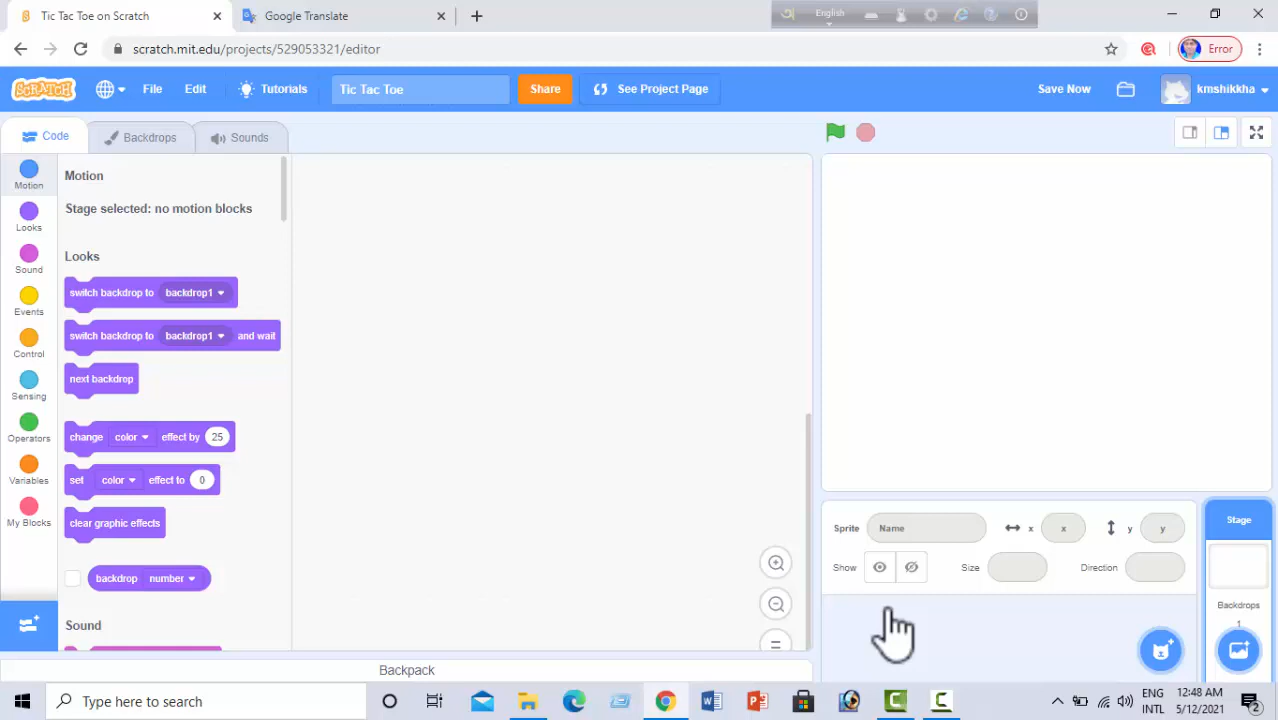 Tic Tac Toe on Scratch
Google Translate
English
scratch.mit.edu/projects/529053321/editor
Error
SCRATCH
File
Edit
Tutorials
Tic Tac Toe
Share
See Project Page
Save Now
kmshikkha
Code
Backdrops
Sounds
Motion
Looks
Sound
Events
Control
Sensing
Operators
Variables
My Blocks
Motion
Stage selected: no motion blocks
Looks
switch backdrop to backdrop1
switch backdrop to backdrop1 and wait
next backdrop
change color effect by 25
set color effect to 0
clear graphic effects
backdrop number
Sound
Backpack
Sprite Name x x y y
Show Size Direction
Stage
Backdrops
1
Type here to search
ENG
INTL
12:48 AM
5/12/2021
2